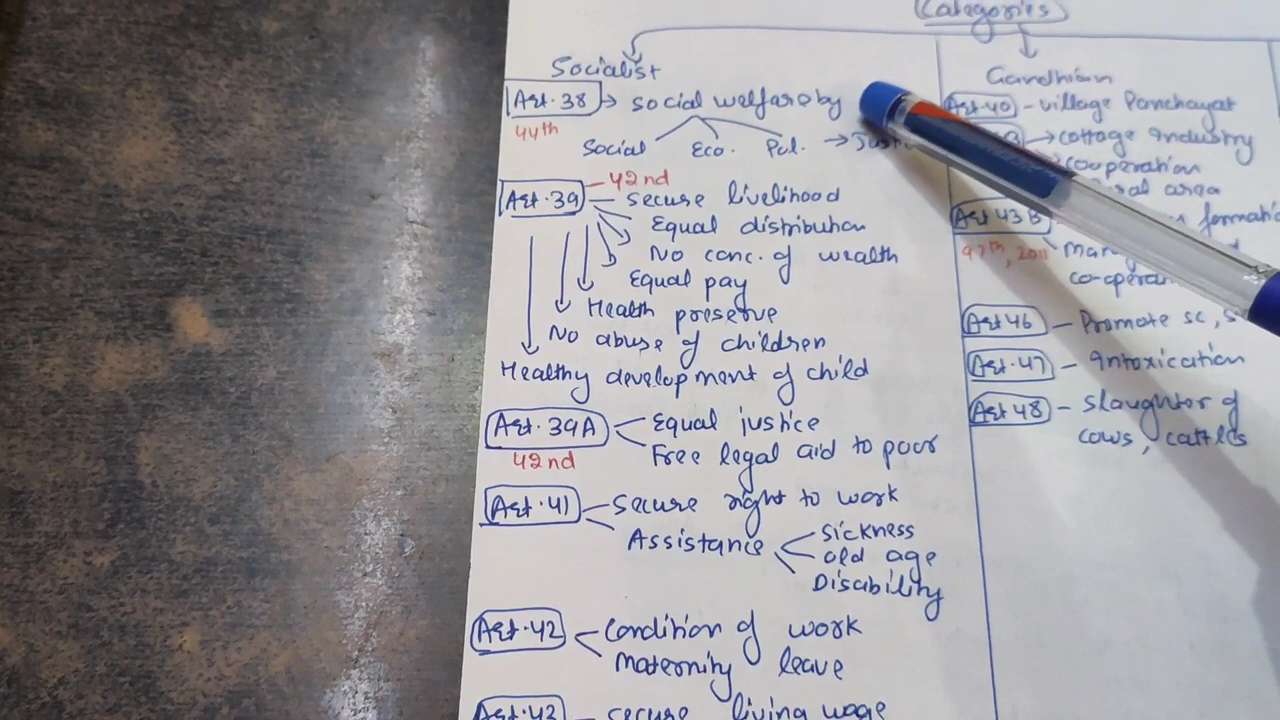 Categories
Socialist
Art. 38 → social welfare by
44th
Social Eco. Pol. →
Art. 39 42nd
Secure livelihood
Equal distribution
No conc. of wealth
Equal pay
Health preserve
No abuse of children
Healthy development of child
Art. 39A Equal justice
42nd Free legal aid to poor
Art. 41 Secure right to work
Assistance Sickness
old age
Disability
Art. 42 Condition of work
Maternity leave
Art. 43 - secure living wage
Gandhian
Art 40 - village Panchayat
→ Cottage Industry
cooperation
area
Art 43 B
97th, 2011
Art 46 - Promote SC,
Art 47 - Intoxication
Art 48 - Slaughter of
cows, cattles